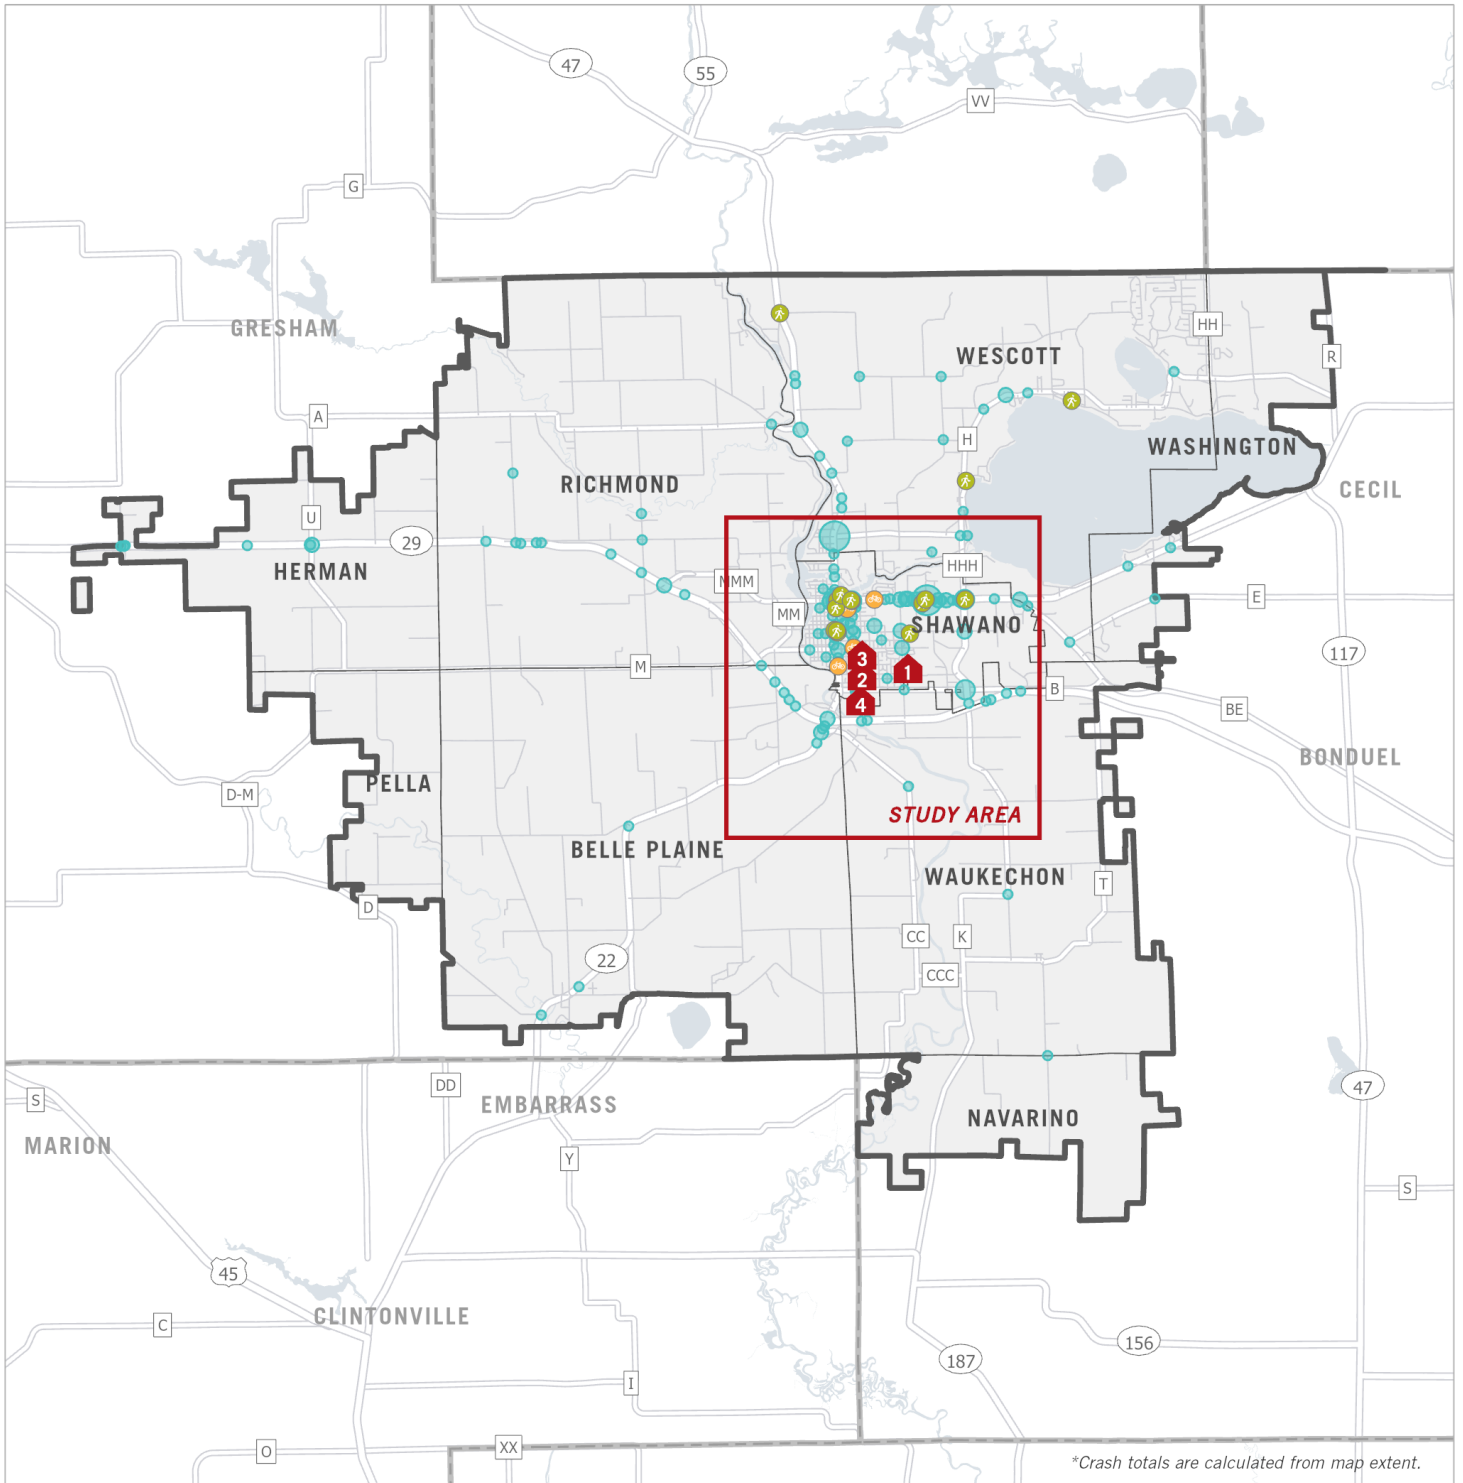 47
55
VV
G
GRESHAM
HH
WESCOTT
R
A
H
WASHINGTON
RICHMOND
CECIL
U
29
HERMAN
HHH
MMM
E
MM
SHAWANO
117
3
M
1
2
B
4
BE
BONDUEL
PELLA
D-M
STUDY AREA
BELLE PLAINE
WAUKECHON
T
D
CC
K
22
CCC
DD
47
S
EMBARRASS
NAVARINO
MARION
Y
S
45
CLINTONVILLE
C
156
187
I
XX
O
*Crash totals are calculated from map extent.